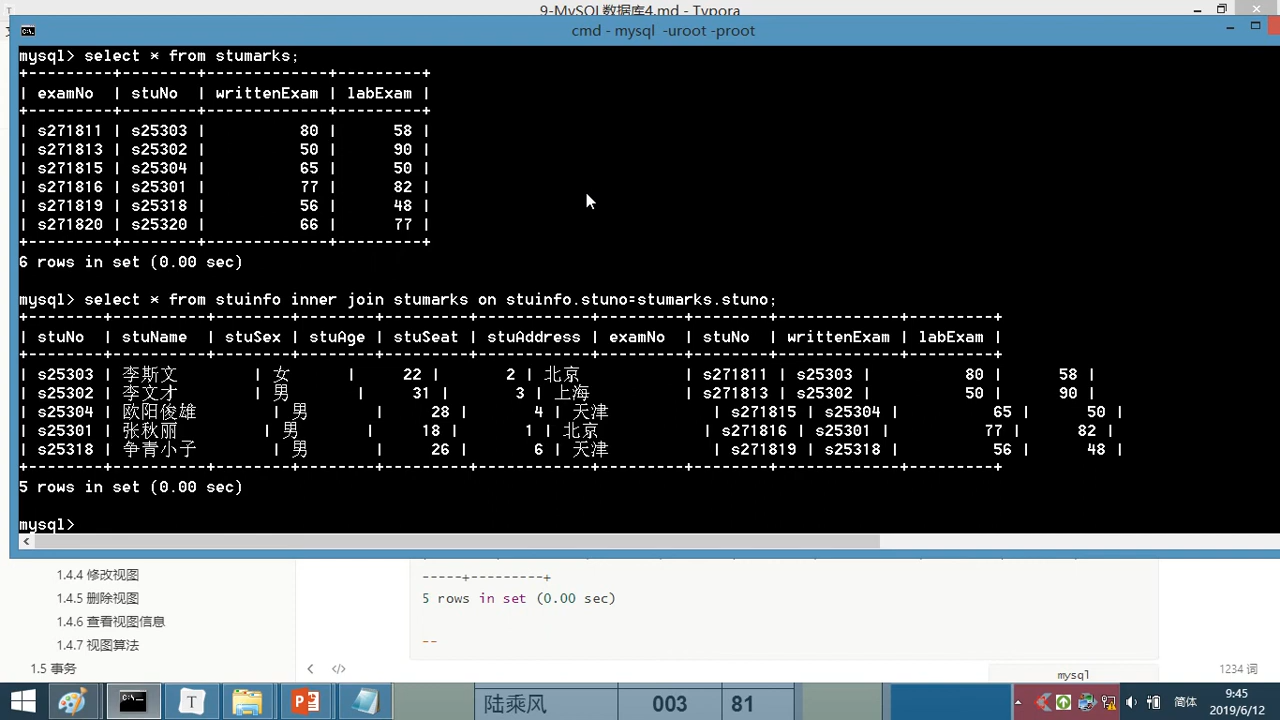 9-MySQL数据库4.md - Typora
cmd - mysql  -uroot -proot
mysql> select * from stumarks;
+---------+--------+-------------+---------+
| examNo  | stuNo  | writtenExam | labExam |
+---------+--------+-------------+---------+
| s271811 | s25303 |          80 |      58 |
| s271813 | s25302 |          50 |      90 |
| s271815 | s25304 |          65 |      50 |
| s271816 | s25301 |          77 |      82 |
| s271819 | s25318 |          56 |      48 |
| s271820 | s25320 |          66 |      77 |
+---------+--------+-------------+---------+
6 rows in set (0.00 sec)
mysql> select * from stuinfo inner join stumarks on stuinfo.stuno=stumarks.stuno;
+--------+----------+--------+--------+---------+------------+---------+--------+-------------+---------+
| stuNo  | stuName  | stuSex | stuAge | stuSeat | stuAddress | examNo  | stuNo  | writtenExam | labExam |
+--------+----------+--------+--------+---------+------------+---------+--------+-------------+---------+
| s25303 | 李斯文 | 女 | 22 | 2 | 北京 | s271811 | s25303 | 80 | 58 |
| s25302 | 李文才 | 男 | 31 | 3 | 上海 | s271813 | s25302 | 50 | 90 |
| s25304 | 欧阳俊雄 | 男 | 28 | 4 | 天津 | s271815 | s25304 | 65 | 50 |
| s25301 | 张秋丽 | 男 | 18 | 1 | 北京 | s271816 | s25301 | 77 | 82 |
| s25318 | 争青小子 | 男 | 26 | 6 | 天津 | s271819 | s25318 | 56 | 48 |
+--------+----------+--------+--------+---------+------------+---------+--------+-------------+---------+
5 rows in set (0.00 sec)
mysql>
1.4.4 修改视图
1.4.5 删除视图
1.4.6 查看视图信息
1.4.7 视图算法
1.5 事务
-----+---------+
5 rows in set (0.00 sec)
--
mysql
1234 词
陆乘风 003 81
简体
9:45
2019/6/12